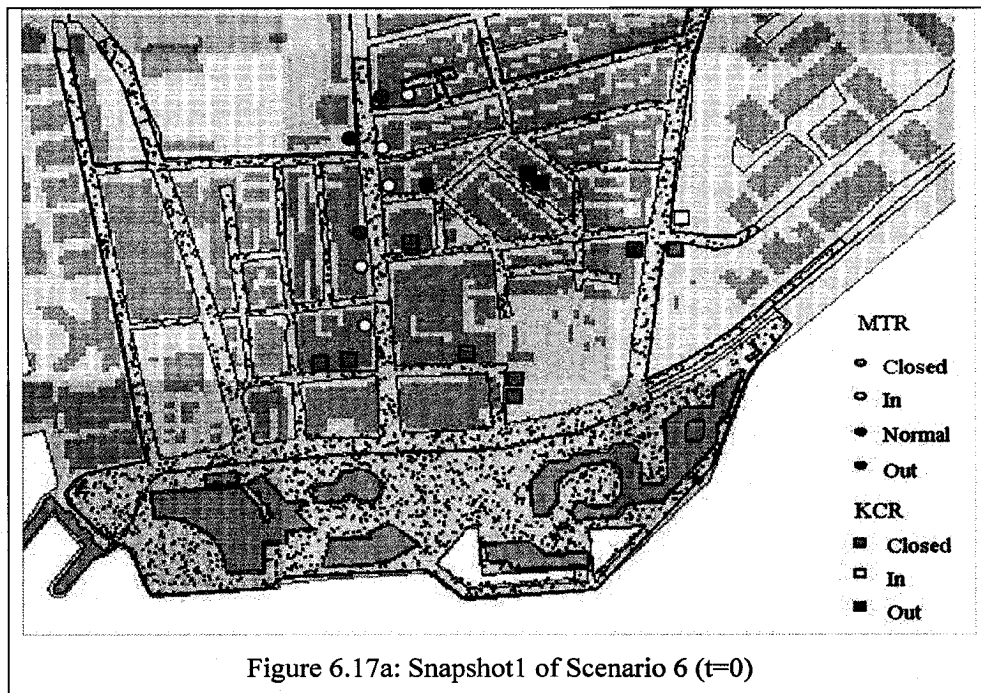 MTR
Closed
In
Normal
Out
KCR
Closed
In
Out
Figure 6.17a: Snapshot1 of Scenario 6 (t=0)